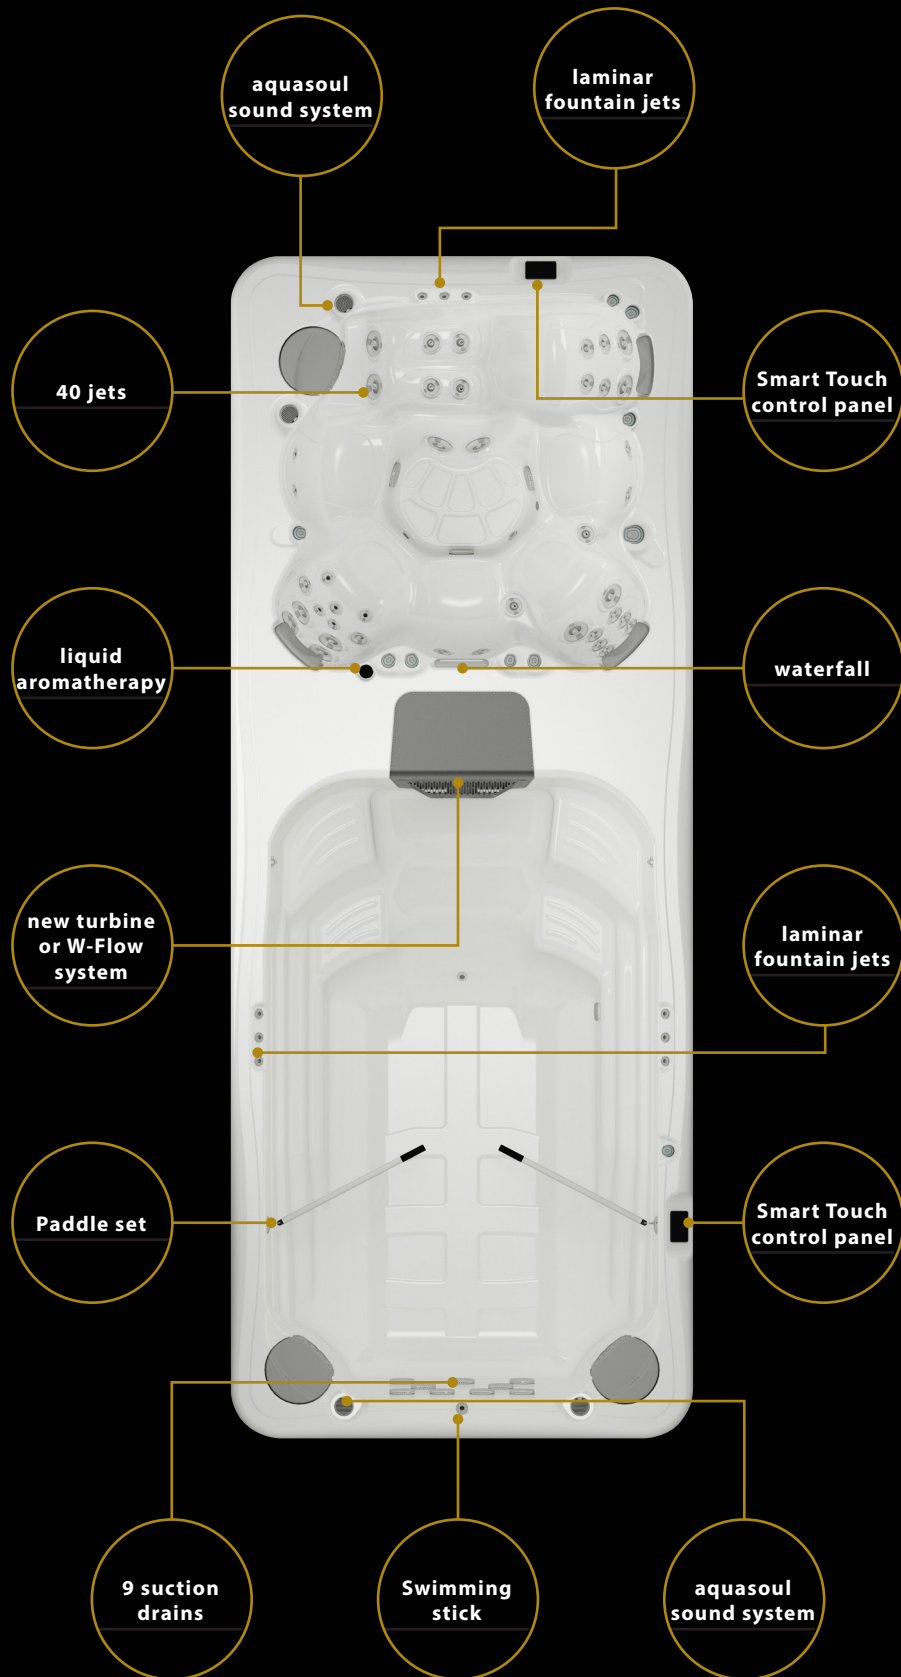 aquasoul
sound system
laminar
fountain jets
40 jets
Smart Touch
control panel
liquid
aromatherapy
waterfall
new turbine
or W-Flow
system
laminar
fountain jets
Paddle set
Smart Touch
control panel
9 suction
drains
Swimming
stick
aquasoul
sound system